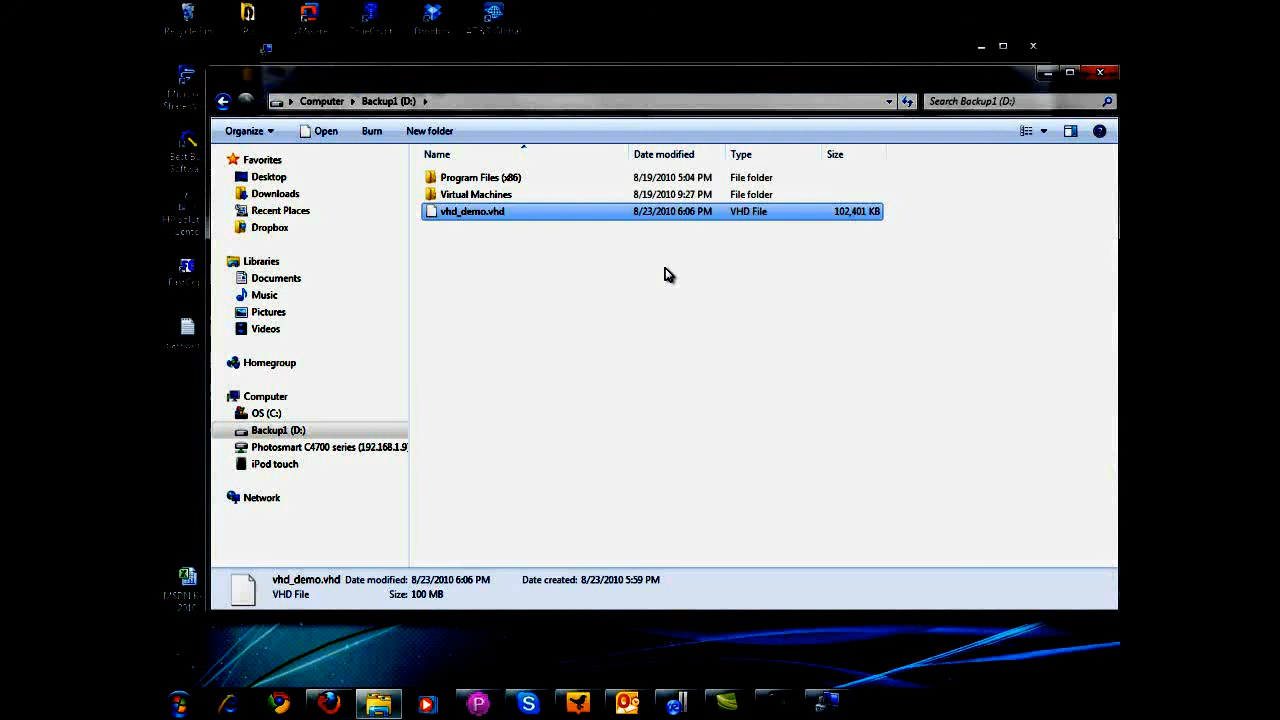 Computer Backup1 (D:) Search Backup1 (D:)
Organize Open Burn New folder
Name Date modified Type Size
Program Files (x86) 8/19/2010 5:04 PM File folder
Virtual Machines 8/19/2010 9:27 PM File folder
vhd_demo.vhd 8/23/2010 6:06 PM VHD File 102,401 KB
Favorites
Desktop
Downloads
Recent Places
Dropbox
Libraries
Documents
Music
Pictures
Videos
Homegroup
Computer
OS (C:)
Backup1 (D:)
Photosmart C4700 series (192.168.1.9)
iPod touch
Network
vhd_demo.vhd Date modified: 8/23/2010 6:06 PM Date created: 8/23/2010 5:59 PM
VHD File Size: 100 MB